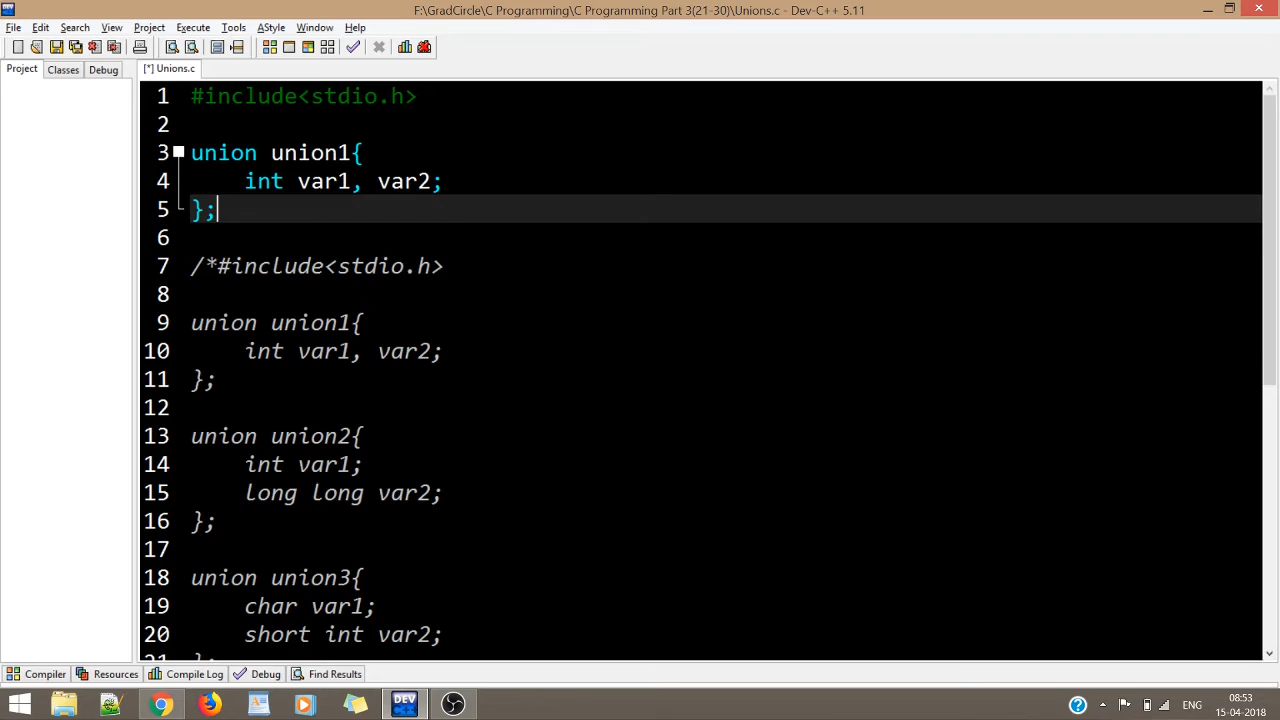 F:\GradCircle\C Programming\C Programming Part 3(21-30)\Unions.c - Dev-C++ 5.11
File Edit Search View Project Execute Tools AStyle Window Help
Project Classes Debug [*] Unions.c
1 #include<stdio.h>
2
3 union union1{
4 int var1, var2;
5 };
6
7 /*#include<stdio.h>
8
9 union union1{
10 int var1, var2;
11 };
12
13 union union2{
14 int var1;
15 long long var2;
16 };
17
18 union union3{
19 char var1;
20 short int var2;
21 };
Compiler Resources Compile Log Debug Find Results
DEV C++ ENG 08:53
15-04-2018